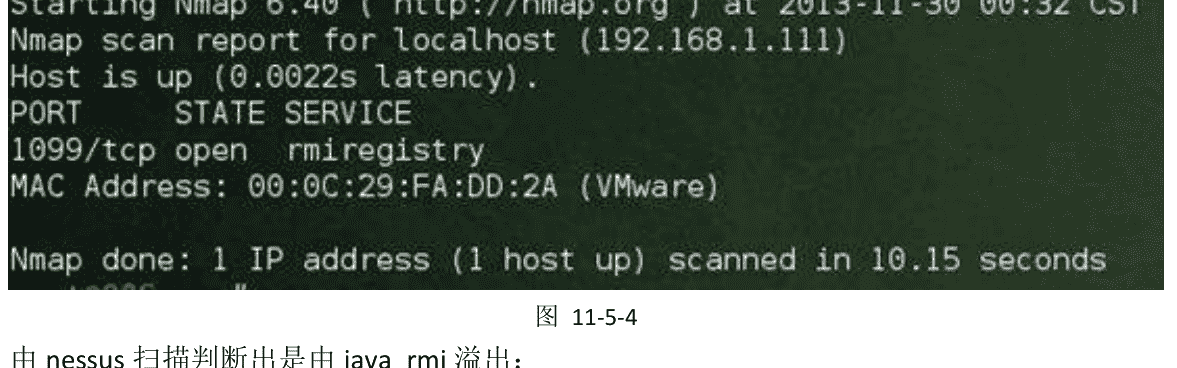 Starting Nmap 6.40 ( http://nmap.org ) at 2013-11-30 00:32 CST
Nmap scan report for localhost (192.168.1.111)
Host is up (0.0022s latency).
PORT     STATE SERVICE
1099/tcp open  rmiregistry
MAC Address: 00:0C:29:FA:DD:2A (VMware)
Nmap done: 1 IP address (1 host up) scanned in 10.15 seconds
图 11-5-4
由 nessus 扫描判断出是由 java_rmi 溢出；